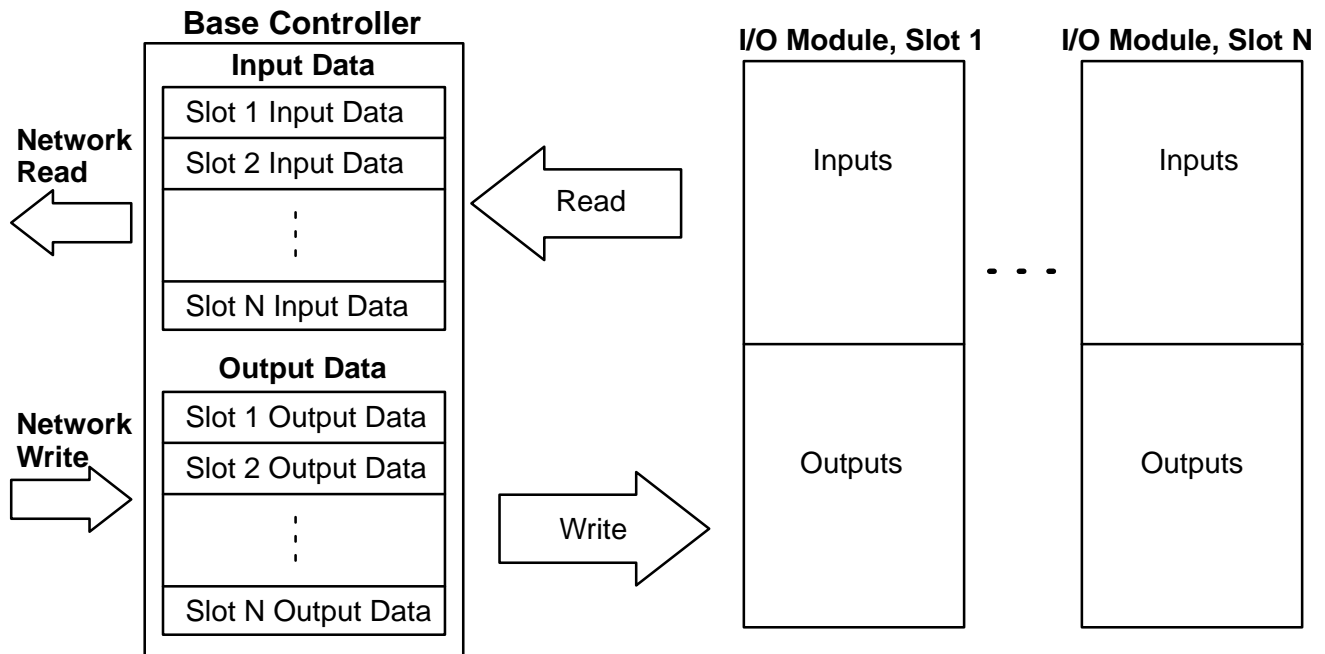 Base Controller
Input Data
Slot 1 Input Data
Slot 2 Input Data
Slot N Input Data
Output Data
Slot 1 Output Data
Slot 2 Output Data
Slot N Output Data
Network
Read
Network
Write
Read
Write
I/O Module, Slot 1
Inputs
Outputs
I/O Module, Slot N
Inputs
Outputs